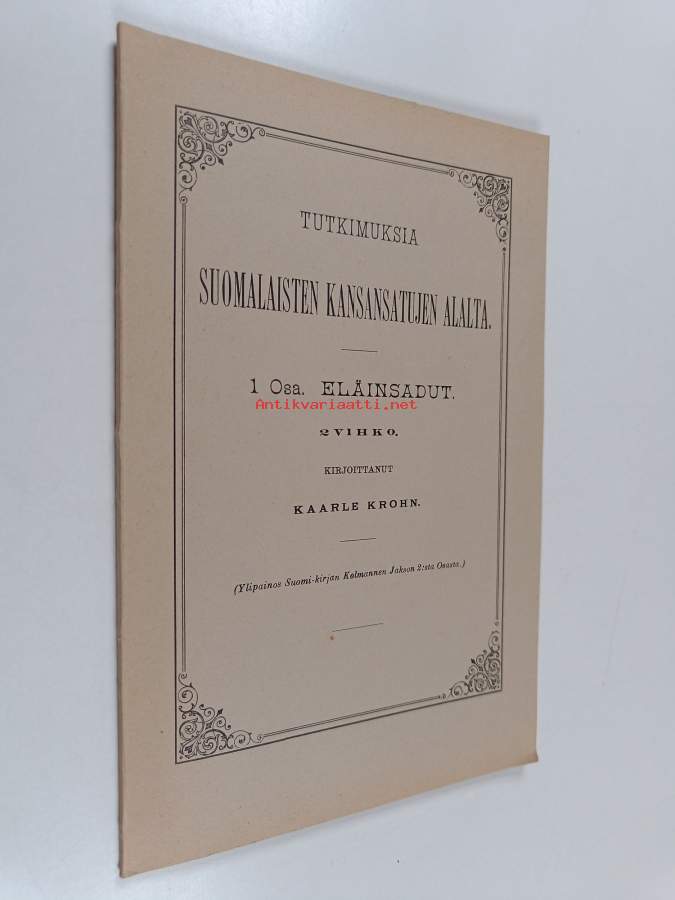 TUTKIMUKSIA
SUOMALAISTEN KANSANSATUJEN ALALTA.
1 Osa. ELÄINSADUT.
Antikvariaatti.net
2 VIHKO.
KIRJOITTANUT
KAARLE KROHN.
(Ylipainos Suomi-kirjan Kolmannen Jakson 2:sta Osasta.)